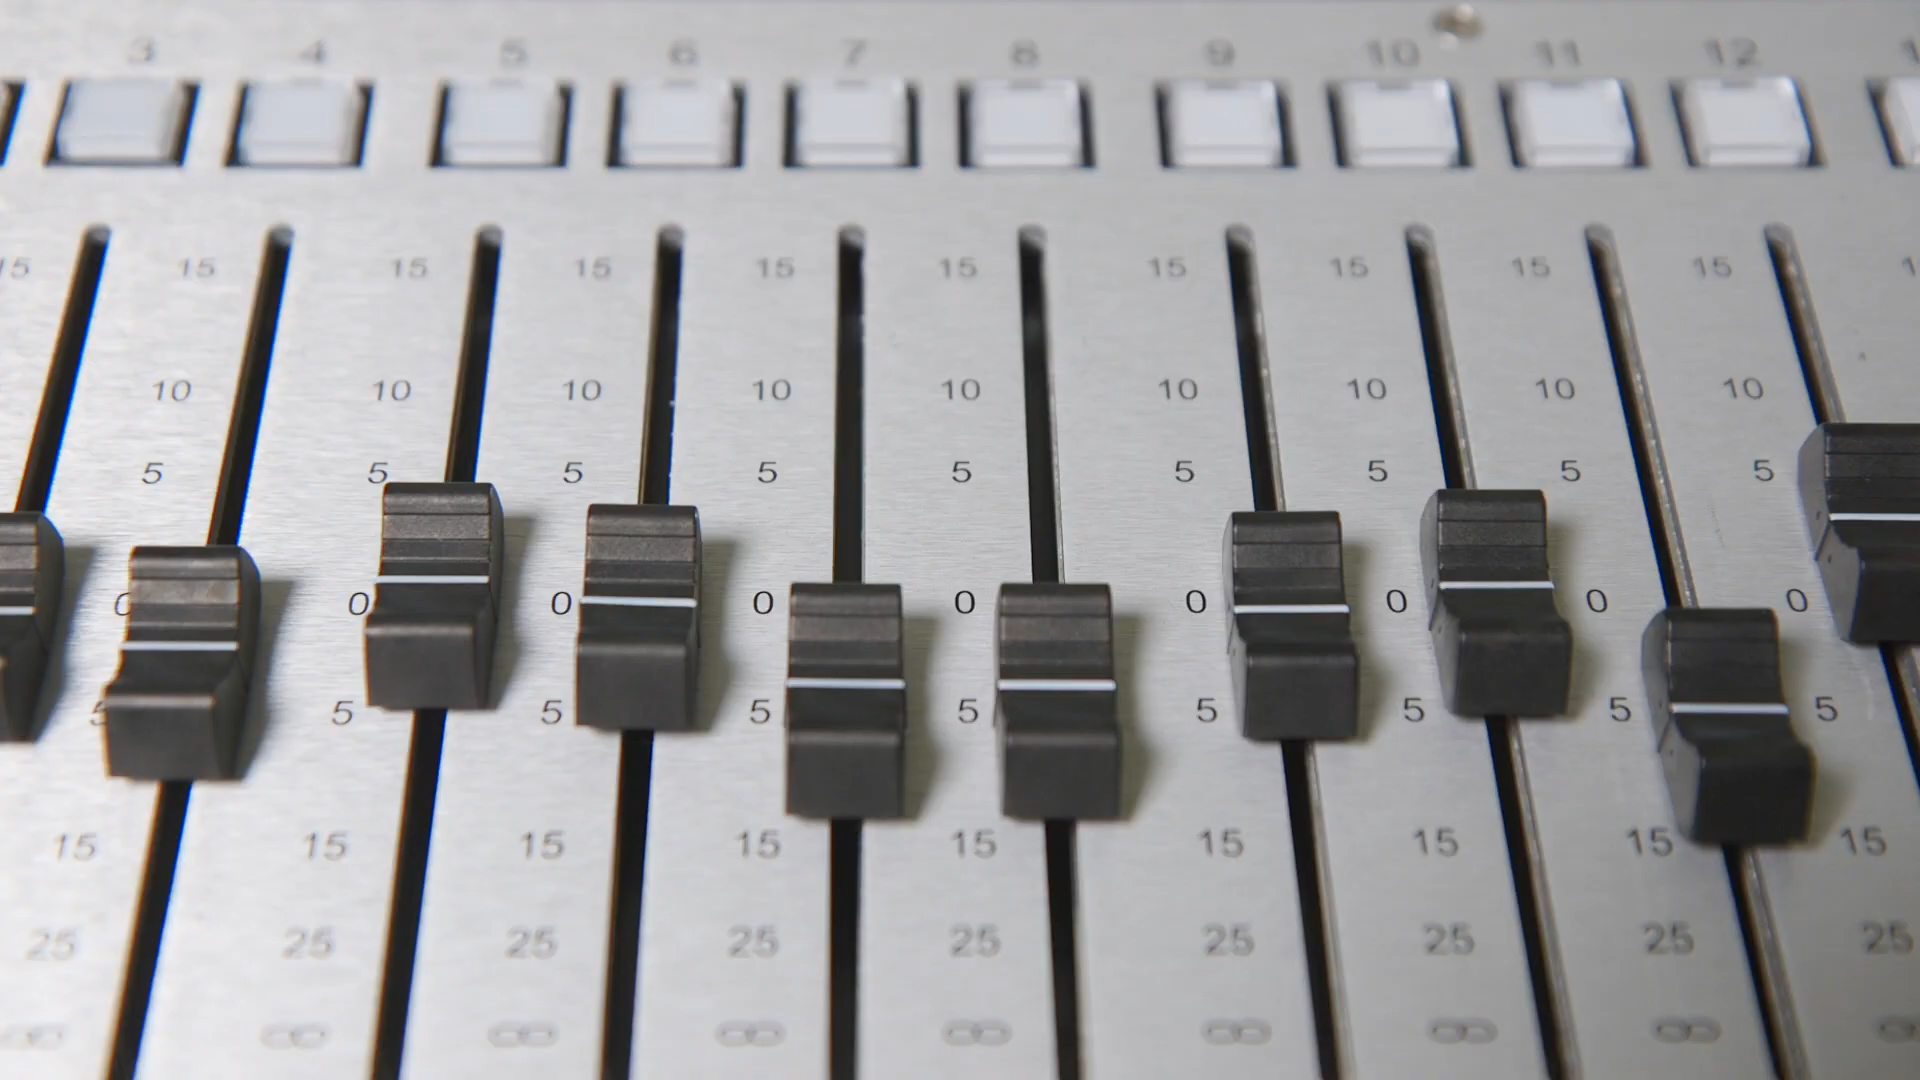 3 4 5 6 7 8 9 10 11 12
15 15 15 15 15 15 15 15 15 15
10 10 10 10 10 10 10 10 10
5 5 5 5 5 5 5 5 5
0 0 0 0 0 0 0 0 0
5 5 5 5 5 5 5 5 5
15 15 15 15 15 15 15 15 15
25 25 25 25 25 25 25 25 25
∞ ∞ ∞ ∞ ∞ ∞ ∞ ∞ ∞